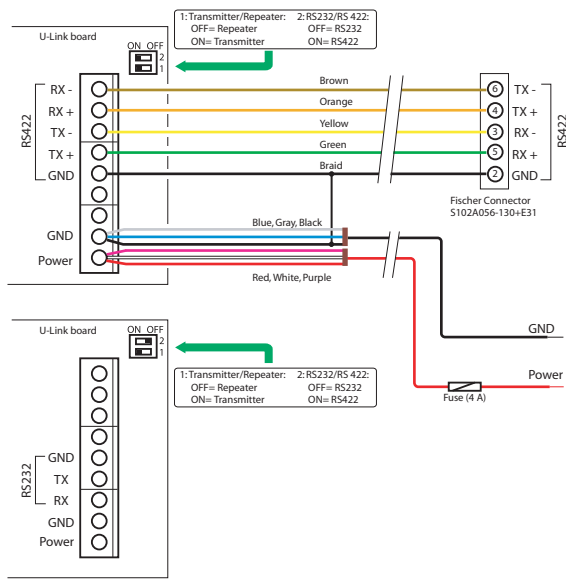 1: Transmitter/Repeater: 2: RS232/RS 422:
OFF= Repeater OFF= RS232
ON= Transmitter ON= RS422
U-Link board
ON OFF
2
1
RS422
RX -
RX +
TX -
TX +
GND
GND
Power
Brown
Orange
Yellow
Green
Braid
Blue, Gray, Black
Red, White, Purple
6 TX -
4 TX +
3 RX -
5 RX +
2 GND
RS422
Fischer Connector
S102A056-130+E31
GND
Power
Fuse (4 A)
U-Link board
ON OFF
2
1
1: Transmitter/Repeater: 2: RS232/RS 422:
OFF= Repeater OFF= RS232
ON= Transmitter ON= RS422
RS232
GND
TX
RX
GND
Power